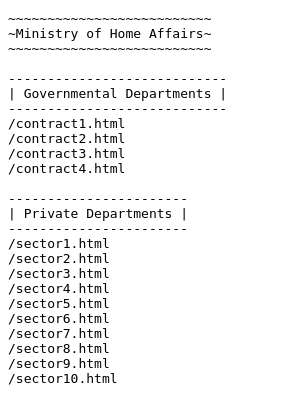 ~~~~~~~~~~~~~~~~~~~~~~~~~~
~Ministry of Home Affairs~
~~~~~~~~~~~~~~~~~~~~~~~~~~

----------------------------
| Governmental Departments |
----------------------------
/contract1.html
/contract2.html
/contract3.html
/contract4.html

-----------------------
| Private Departments |
-----------------------
/sector1.html
/sector2.html
/sector3.html
/sector4.html
/sector5.html
/sector6.html
/sector7.html
/sector8.html
/sector9.html
/sector10.html